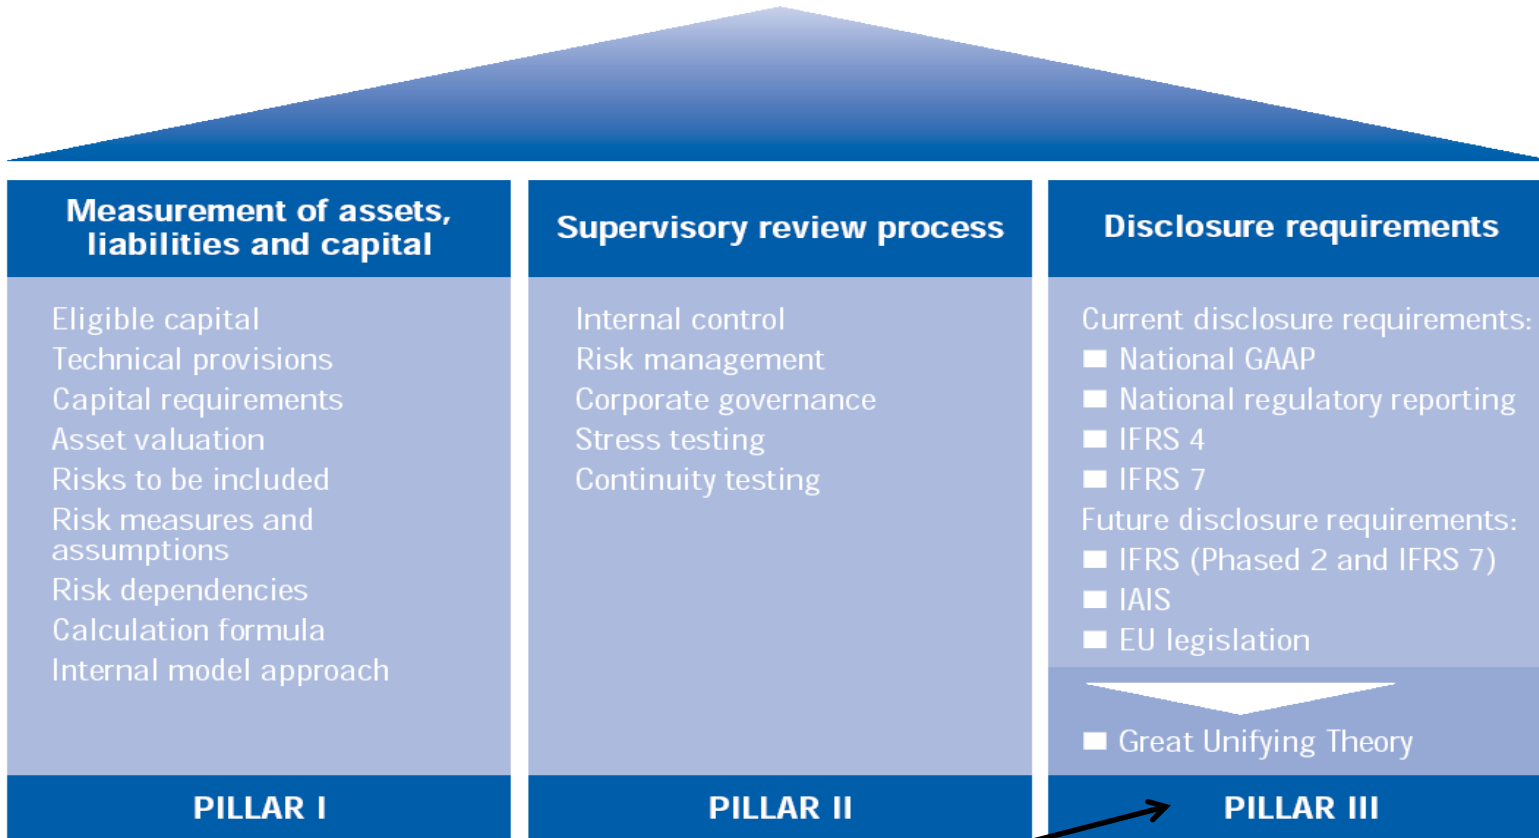 Measurement of assets,
liabilities and capital
Eligible capital
Technical provisions
Capital requirements
Asset valuation
Risks to be included
Risk measures and
assumptions
Risk dependencies
Calculation formula
Internal model approach
PILLAR I
Supervisory review process
Internal control
Risk management
Corporate governance
Stress testing
Continuity testing
PILLAR II
Disclosure requirements
Current disclosure requirements:
National GAAP
National regulatory reporting
IFRS 4
IFRS 7
Future disclosure requirements:
IFRS (Phased 2 and IFRS 7)
IAIS
EU legislation
Great Unifying Theory
PILLAR III